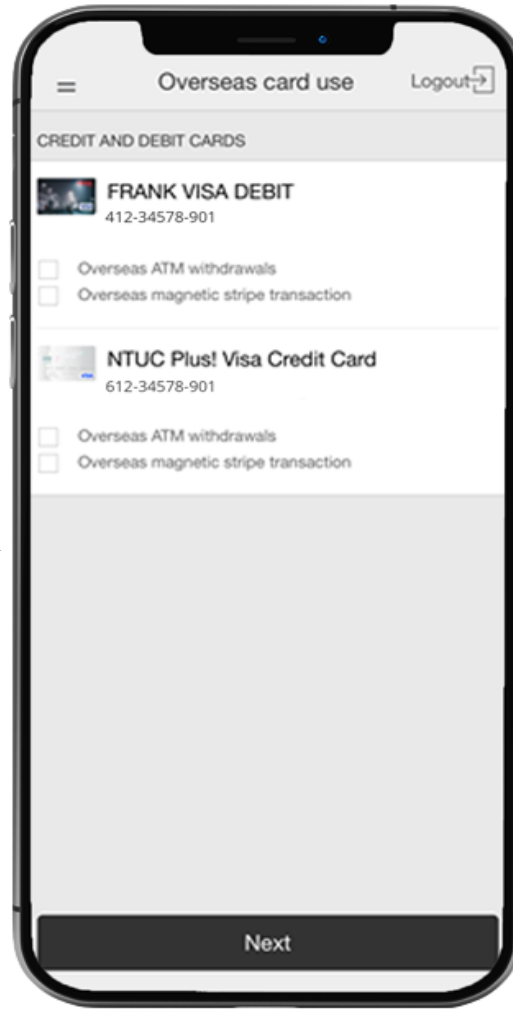 Overseas card use
Logout
CREDIT AND DEBIT CARDS
FRANK VISA DEBIT
412-34578-901
Overseas ATM withdrawals
Overseas magnetic stripe transaction
NTUC Plus! Visa Credit Card
612-34578-901
Overseas ATM withdrawals
Overseas magnetic stripe transaction
Next